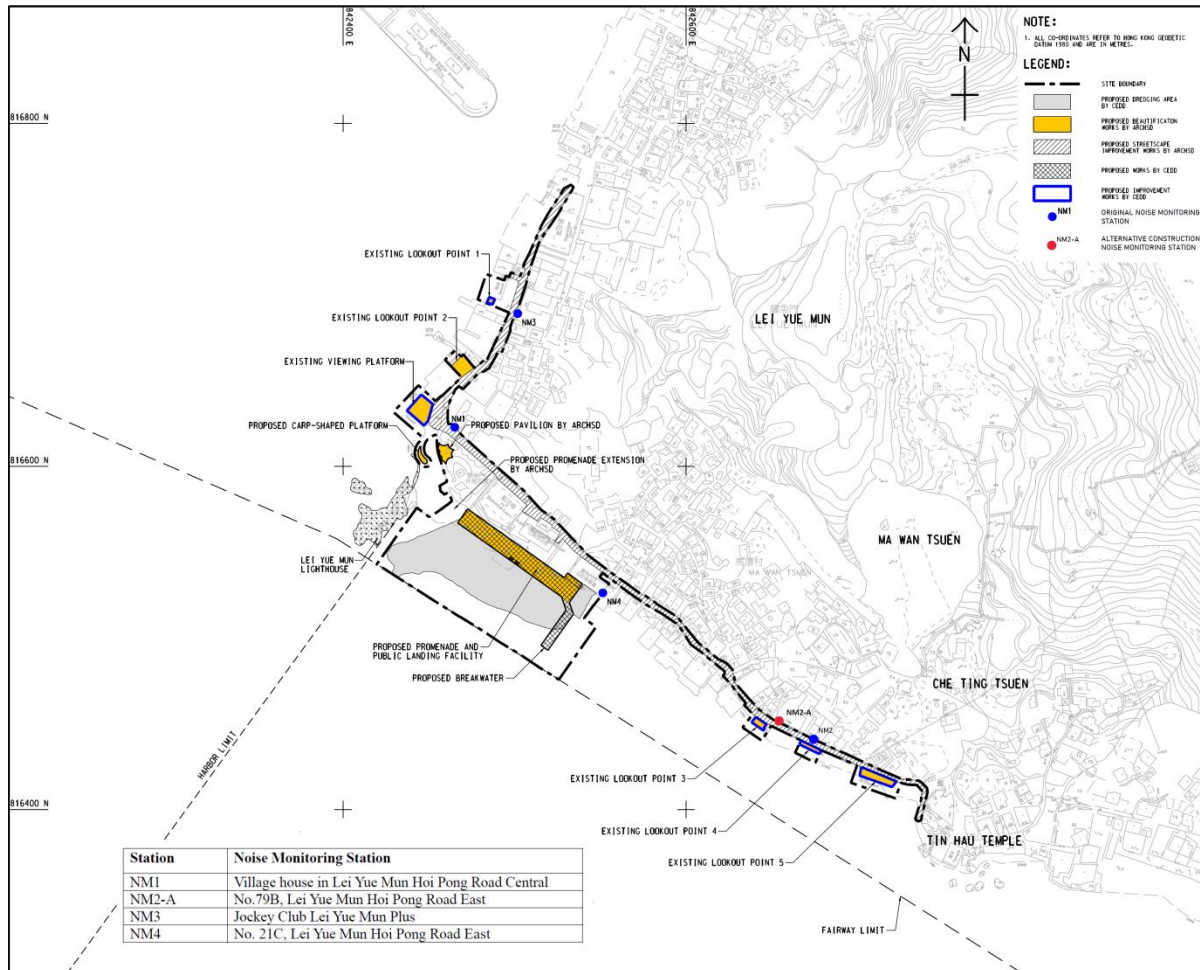 842400 E
842600 E
N
NOTE:
1. ALL CO-ORDINATES REFER TO HONG KONG GEODETIC
DATUM 1980 AND ARE IN METRES.
LEGEND:
SITE BOUNDARY
PROPOSED DREDGING AREA
BY CEDD
PROPOSED BEAUTIFICATON
WORKS BY ARCHSD
PROPOSED STREETSCAPE
IMPROVEMENT WORKS BY ARCHSD
PROPOSED WORKS BY CEDD
PROPOSED IMPROVEMENT
WORKS BY CEDD
NM1
ORIGINAL NOISE MONITORING
STATION
NM2-A
ALTERNATIVE CONSTRUCTION
NOISE MONITORING STATION
816800 N
EXISTING LOOKOUT POINT 1
NM3
EXISTING LOOKOUT POINT 2
LEI YUE MUN
LEI YUE MUN
EXISTING VIEWING PLATFORM
NM1
PROPOSED CARP-SHAPED PLATFORM
PROPOSED PAVILION BY ARCHSD
816600 N
PROPOSED PROMENADE EXTENSION
BY ARCHSD
MA WAN TSUEN
LEI YUE MUN
LIGHTHOUSE
MA WAN TSUEN
NM4
PROPOSED PROMENADE AND
PUBLIC LANDING FACILITY
PROPOSED BREAKWATER
CHE TING TSUEN
NM2-A
NM2
HARBOR LIMIT
EXISTING LOOKOUT POINT 3
816400 N
EXISTING LOOKOUT POINT 4
TIN HAU TEMPLE
EXISTING LOOKOUT POINT 5
FAIRWAY LIMIT
Station Noise Monitoring Station
NM1 Village house in Lei Yue Mun Hoi Pong Road Central
NM2-A No.79B, Lei Yue Mun Hoi Pong Road East
NM3 Jockey Club Lei Yue Mun Plus
NM4 No. 21C, Lei Yue Mun Hoi Pong Road East